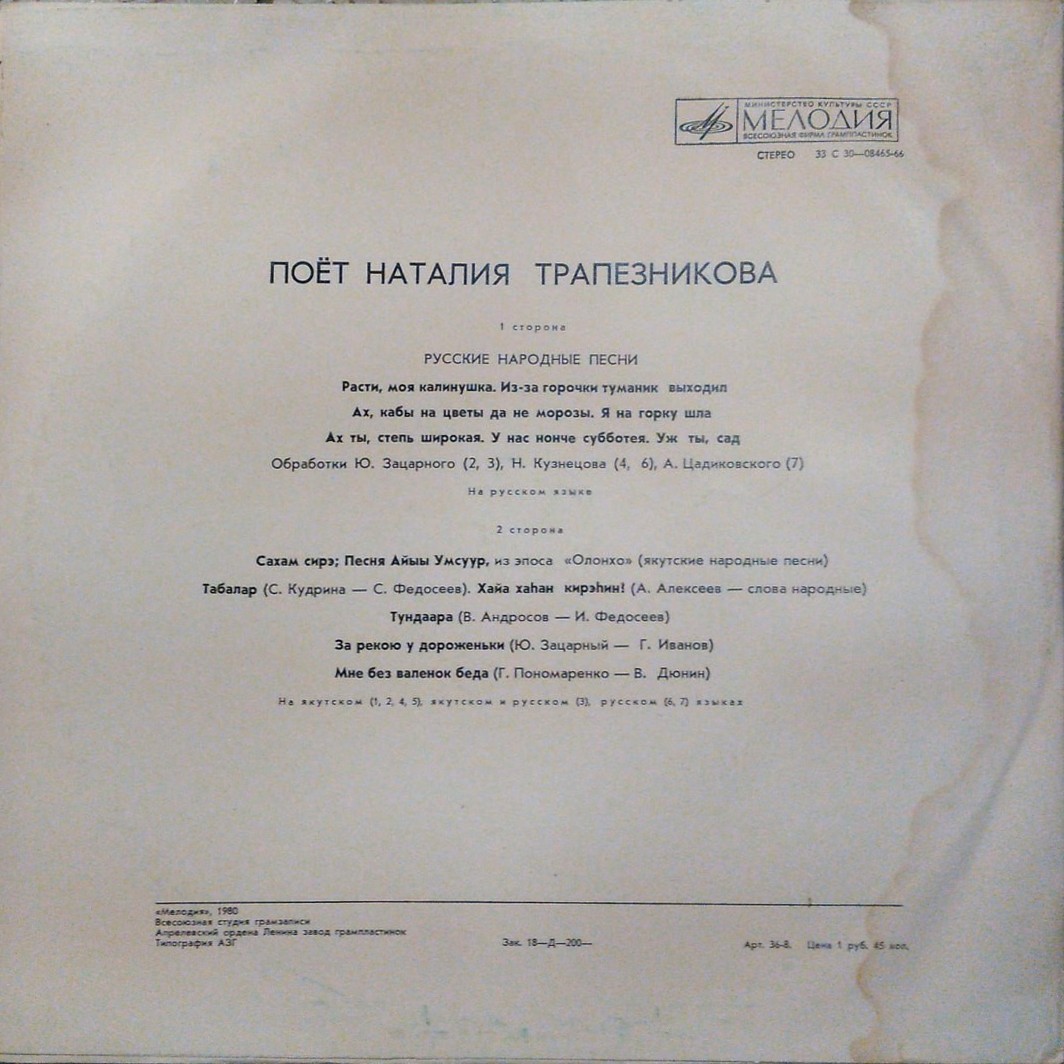 МИНИСТЕРСТВО КУЛЬТУРЫ СССР
МЕЛОДИЯ
ВСЕСОЮЗНАЯ ФИРМА ГРАМПЛАСТИНОК
СТЕРЕО 33 С 30—08465-66
ПОЁТ НАТАЛИЯ ТРАПЕЗНИКОВА
1 сторона
РУССКИЕ НАРОДНЫЕ ПЕСНИ
Расти, моя калинушка. Из-за горочки туманик выходил
Ах, кабы на цветы да не морозы. Я на горку шла
Ах ты, степь широкая. У нас нонче субботея. Уж ты, сад
Обработки Ю. Зацарного (2, 3), Н. Кузнецова (4, 6), А. Цадиковского (7)
На русском языке
2 сторона
Сахам сирэ; Песня Айыы Умсуур, из эпоса «Олонхо» (якутские народные песни)
Табалар (С. Кудрина — С. Федосеев). Хайа хаһан кирэһин! (А. Алексеев — слова народные)
Тундаара (В. Андросов — И. Федосеев)
За рекою у дороженьки (Ю. Зацарный — Г. Иванов)
Мне без валенок беда (Г. Пономаренко — В. Дюнин)
На якутском (1, 2, 4, 5), якутском и русском (3), русском (6, 7) языках
«Мелодия», 1980
Всесоюзная студия грамзаписи
Апрелевский ордена Ленина завод грампластинок
Типография АЗГ
Зак. 18—Д—200—
Арт. 36-8. Цена 1 руб. 45 коп.